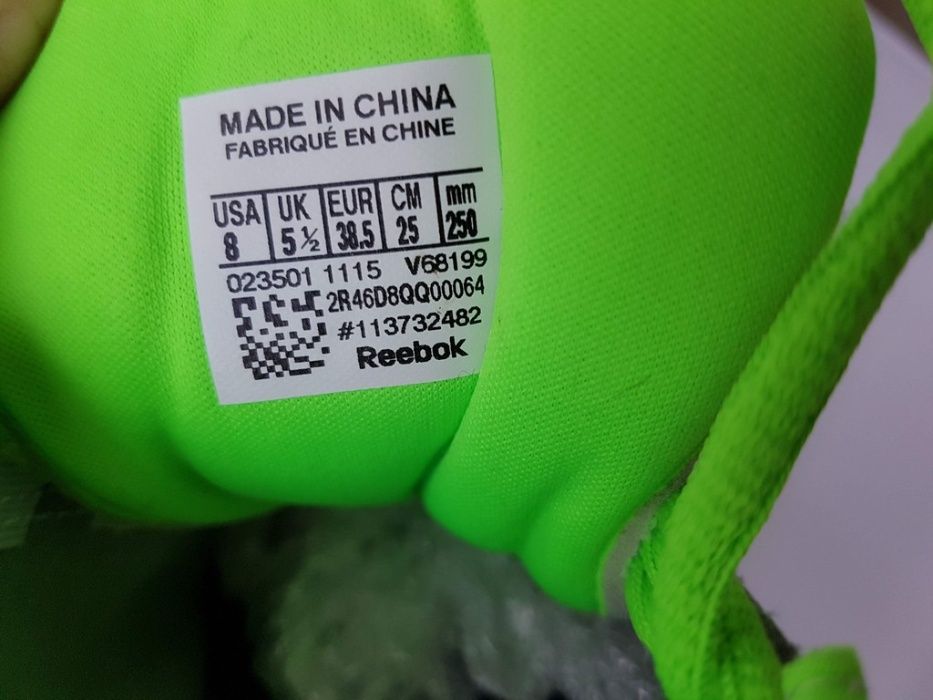 MADE IN CHINA
FABRIQUÉ EN CHINE
USA UK EUR CM mm
8 5½ 38.5 25 250
023501 1115 V68199
2R46D8QQ00064
#113732482
Reebok